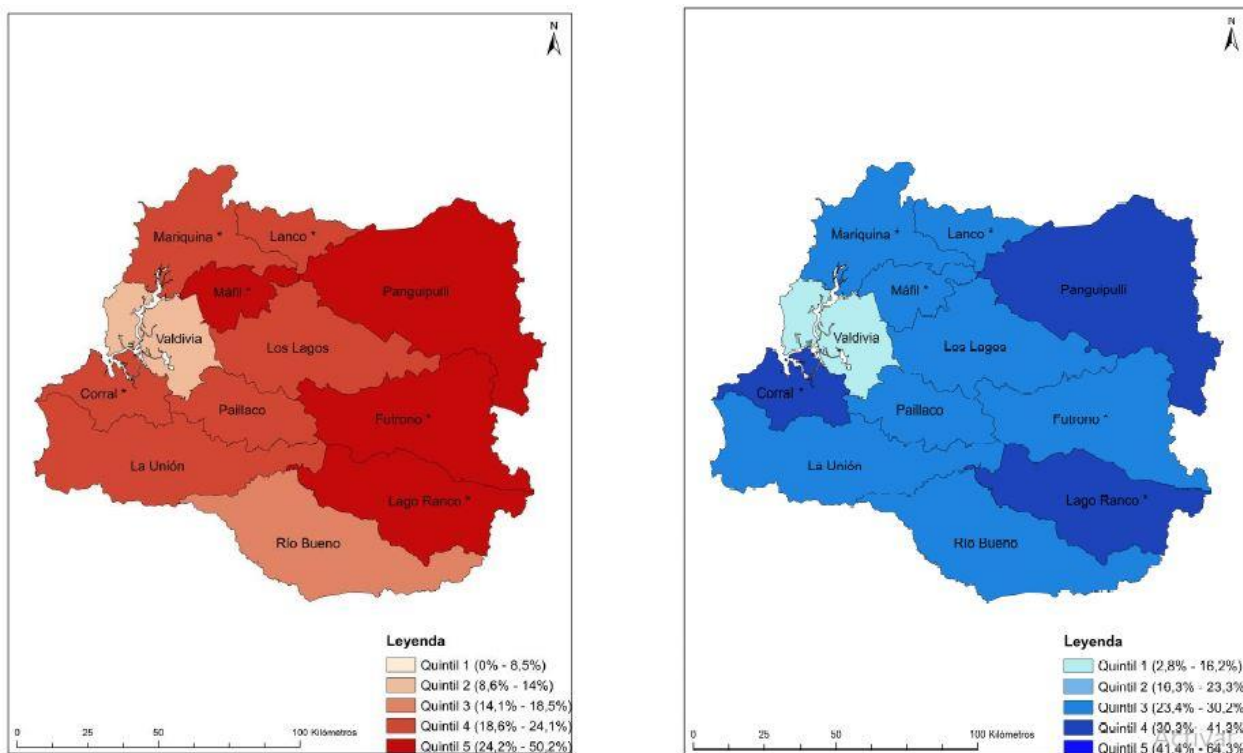 N
Mariquina *
Lanco *
Máfil *
Panguipulli
Valdivia
Los Lagos
Corral *
Paillaco
Futrono *
La Unión
Lago Ranco *
Río Bueno
Leyenda
Quintil 1 (0% - 8,5%)
Quintil 2 (8,6% - 14%)
Quintil 3 (14,1% - 18,5%)
Quintil 4 (18,6% - 24,1%)
Quintil 5 (24,2% - 50,2%)
0 25 50 100 Kilómetros
N
Mariquina *
Lanco *
Máfil *
Panguipulli
Valdivia
Los Lagos
Corral *
Paillaco
Futrono *
La Unión
Lago Ranco *
Río Bueno
Leyenda
Quintil 1 (2,8% - 16,2%)
Quintil 2 (16,3% - 23,3%)
Quintil 3 (23,4% - 30,2%)
Quintil 4 (30,3% - 41,3%)
Quintil 5 (41,4% -
0 25 50 100 Kilómetros
Activar